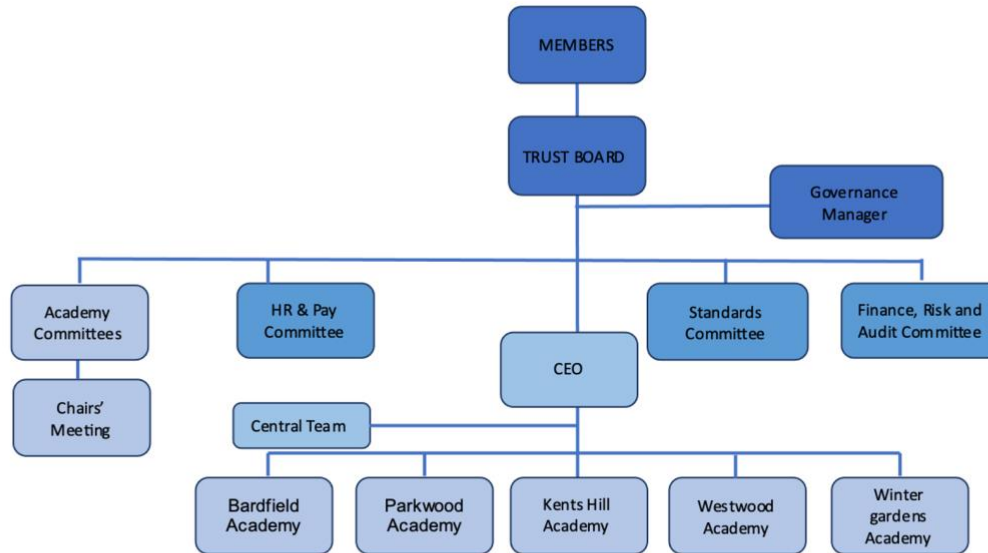 MEMBERS
TRUST BOARD
Governance
Manager
Academy
Committees
HR & Pay
Committee
Standards
Committee
Finance, Risk and
Audit Committee
CEO
Chairs’
Meeting
Central Team
Bardfield
Academy
Parkwood
Academy
Kents Hill
Academy
Westwood
Academy
Winter
gardens
Academy